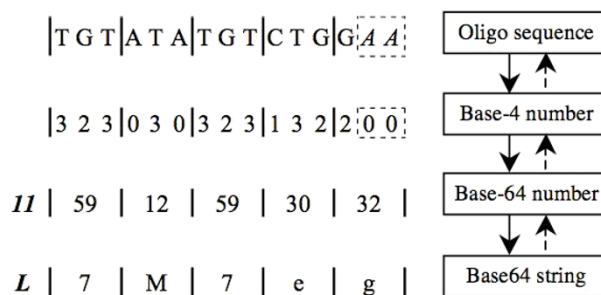 |T G T|A T A|T G T|C T G|G A A| Oligo sequence
|3 2 3|0 3 0|3 2 3|1 3 2|2 0 0| Base-4 number
11 | 59 | 12 | 59 | 30 | 32 | Base-64 number
L | 7 | M | 7 | e | g | Base64 string